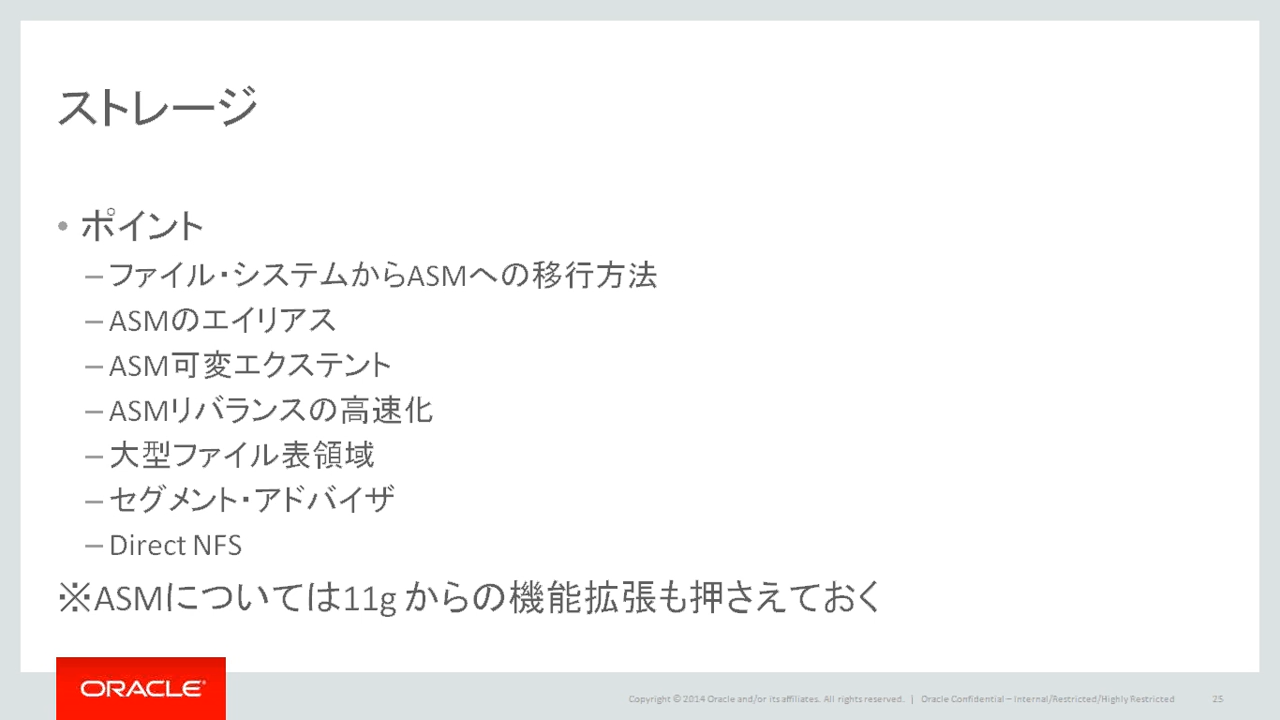 ストレージ
• ポイント
– ファイル・システムからASMへの移行方法
– ASMのエイリアス
– ASM可変エクステント
– ASMリバランスの高速化
– 大型ファイル表領域
– セグメント・アドバイザ
– Direct NFS
※ASMについては11g からの機能拡張も押さえておく
ORACLE®
Copyright © 2014 Oracle and/or its affiliates. All rights reserved. | Oracle Confidential – Internal/Restricted/Highly Restricted 25